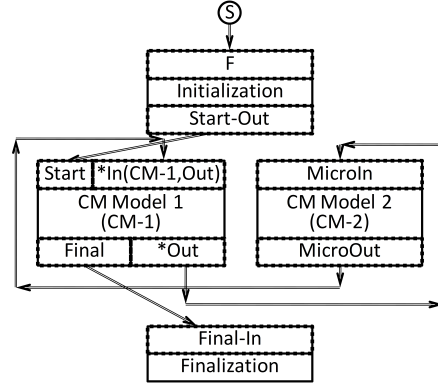 S
F
Initialization
Start-Out
Start
*In(CM-1,Out)
MicroIn
CM Model 1
(CM-1)
CM Model 2
(CM-2)
Final
*Out
MicroOut
Final-In
Finalization